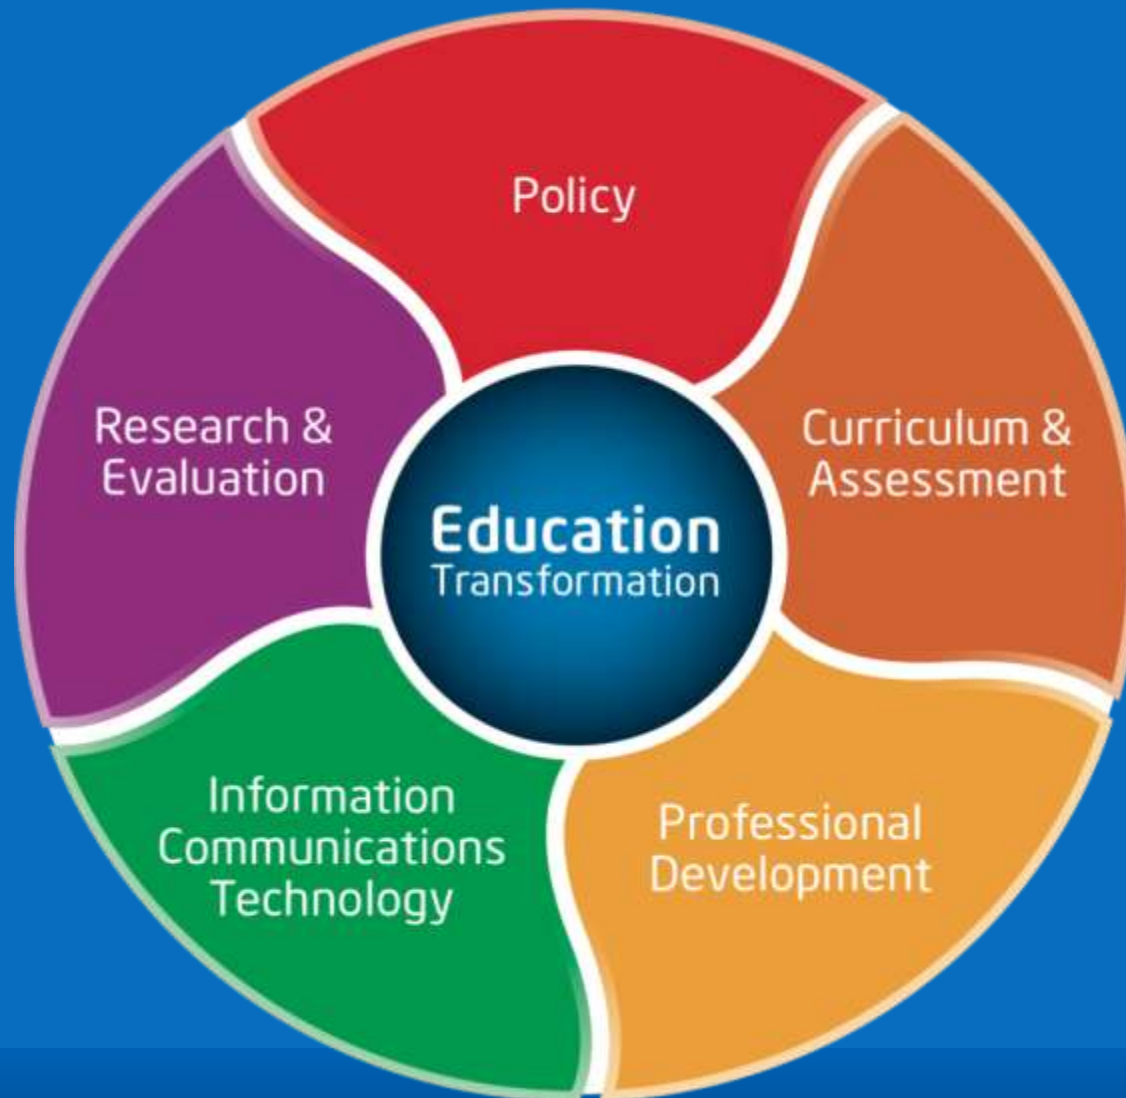 Policy
Curriculum &
Assessment
Professional
Development
Information
Communications
Technology
Research &
Evaluation
Education
Transformation